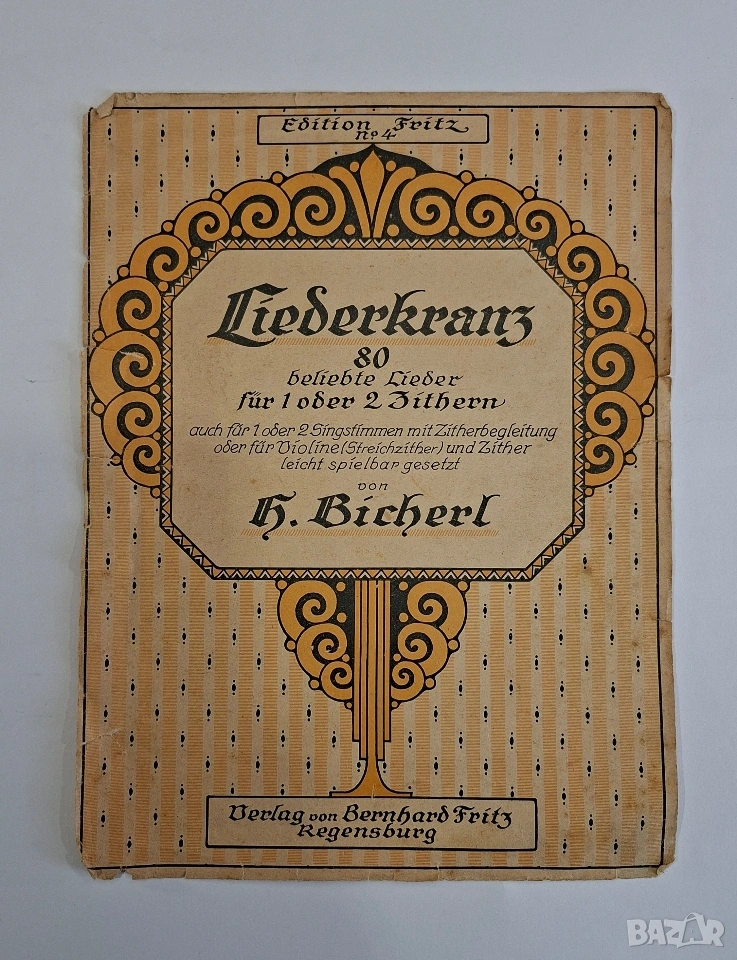 Edition Fritz
No 4
Liederkranz
80
beliebte Lieder
für 1 oder 2 Zithern
auch für 1 oder 2 Singstimmen mit Zitherbegleitung
oder für Violine (Streichzither) und Zither
leicht spielbar gesetzt
von
H. Bicherl
Verlag von Bernhard Fritz
Regensburg
BAZAR